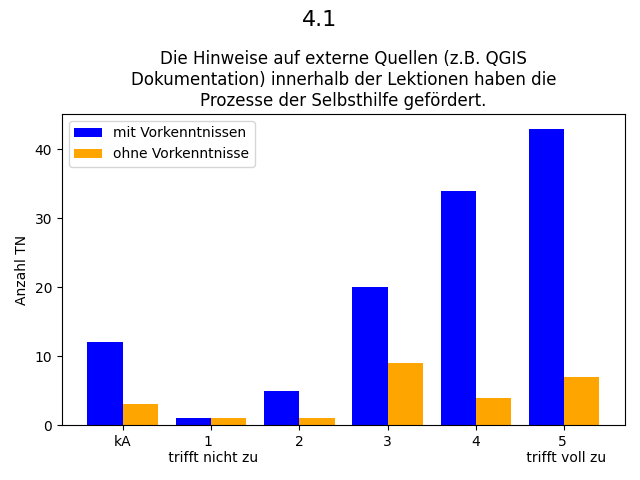 4.1
Die Hinweise auf externe Quellen (z.B. QGIS
Dokumentation) innerhalb der Lektionen haben die
Prozesse der Selbsthilfe gefördert.
mit Vorkenntnissen
ohne Vorkenntnisse
Anzahl TN
40
30
20
10
0
kA 1 2 3 4 5
trifft nicht zu trifft voll zu